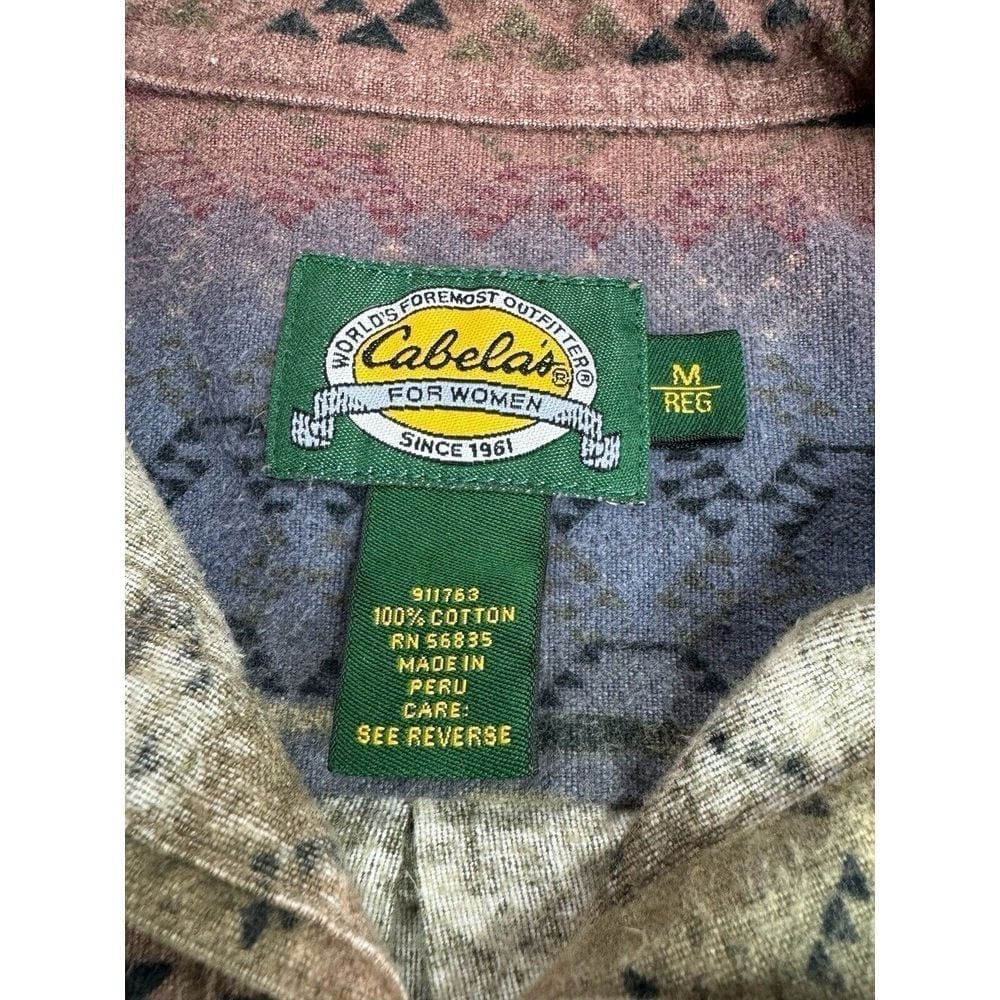 WORLD'S FOREMOST OUTFITTER®
Cabela's®
FOR WOMEN
SINCE 1961
M
REG
911763
100% COTTON
RN 56835
MADE IN
PERU
CARE:
SEE REVERSE